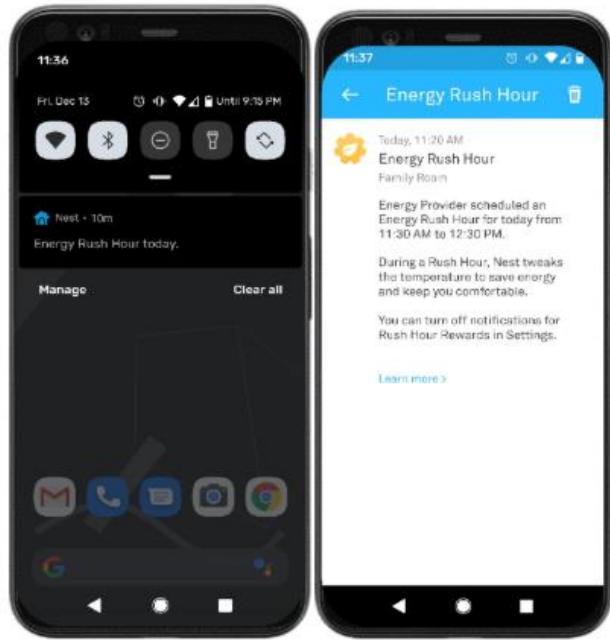 11:36
Fri, Dec 13
Until 9:15 PM
Nest • 10m
Energy Rush Hour today.
Manage
Clear all
11:37
Energy Rush Hour
Today, 11:20 AM
Energy Rush Hour
Family Room
Energy Provider scheduled an
Energy Rush Hour for today from
11:30 AM to 12:30 PM.
During a Rush Hour, Nest tweaks
the temperature to save energy
and keep you comfortable.
You can turn off notifications for
Rush Hour Rewards in Settings.
Learn more >